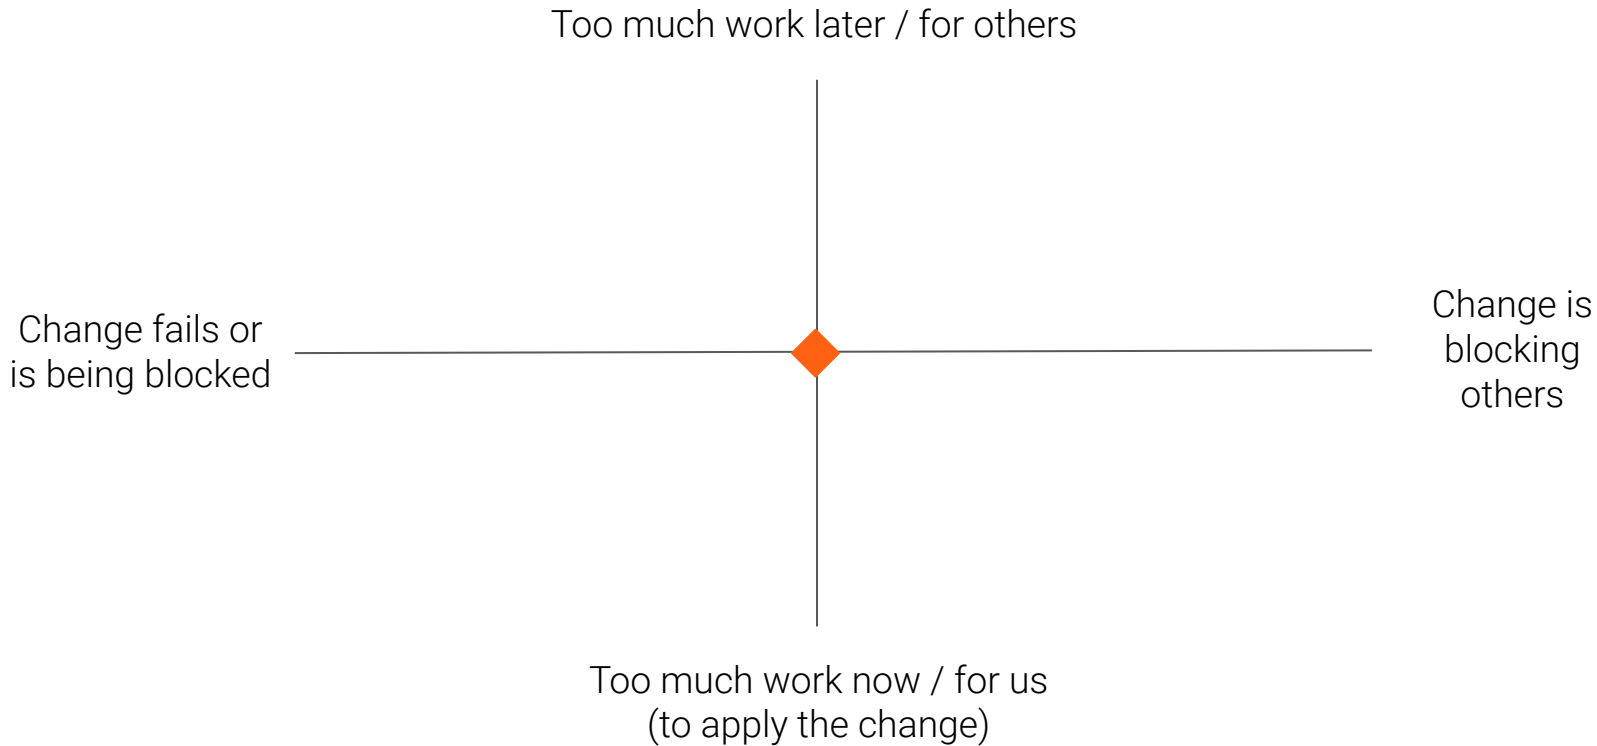 Too much work later / for others
Change fails or
is being blocked
Change is
blocking
others
Too much work now / for us
(to apply the change)